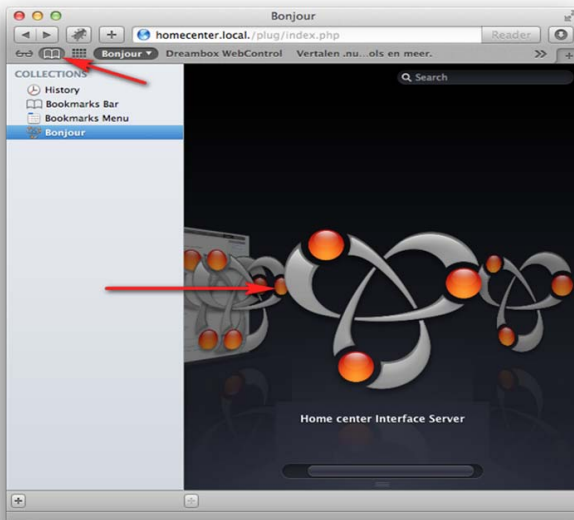 Bonjour
homecenter.local./plug/index.php
Reader
Bonjour
Dreambox WebControl
Vertalen .nu...ols en meer.
COLLECTIONS
Search
History
Bookmarks Bar
Bookmarks Menu
Bonjour
Home center Interface Server